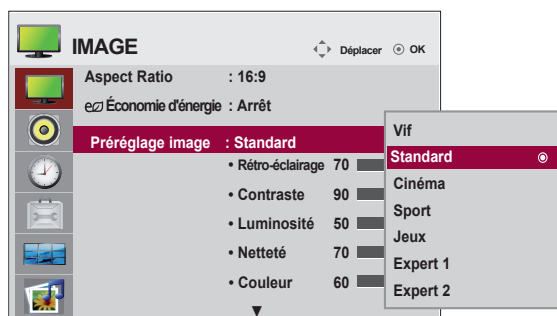 IMAGE
Déplacer OK
Aspect Ratio : 16:9
Économie d'énergie : Arrêt
Préréglage image : Standard
• Rétro-éclairage 70
• Contraste 90
• Luminosité 50
• Netteté 70
• Couleur 60
▼
Vif
Standard
Cinéma
Sport
Jeux
Expert 1
Expert 2